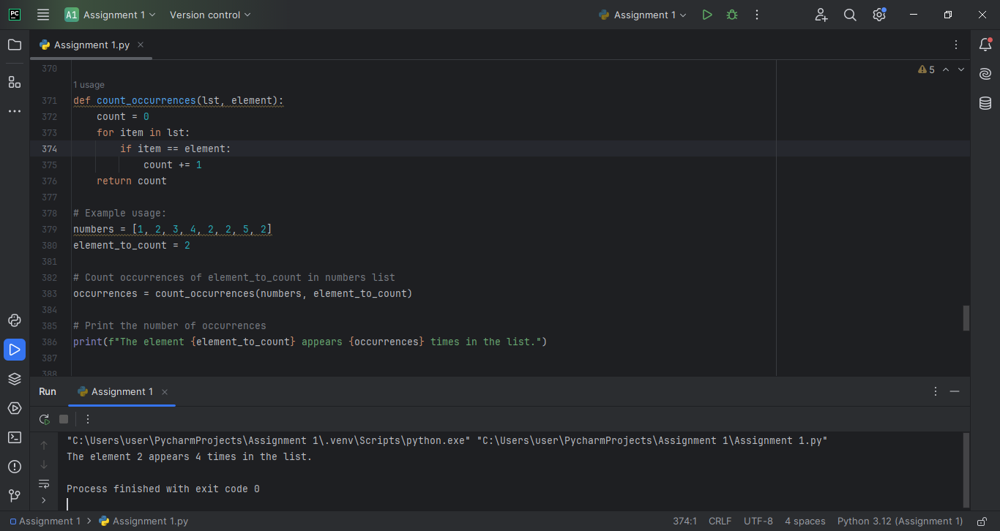 PC A1 Assignment 1 Version control Assignment 1
Assignment 1.py
370
5
1 usage
371 def count_occurrences(lst, element):
372     count = 0
373     for item in lst:
374         if item == element:
375             count += 1
376     return count
377
378 # Example usage:
379 numbers = [1, 2, 3, 4, 2, 2, 5, 2]
380 element_to_count = 2
381
382 # Count occurrences of element_to_count in numbers list
383 occurrences = count_occurrences(numbers, element_to_count)
384
385 # Print the number of occurrences
386 print(f"The element {element_to_count} appears {occurrences} times in the list.")
387
388
Run Assignment 1
"C:\Users\user\PycharmProjects\Assignment 1\.venv\Scripts\python.exe" "C:\Users\user\PycharmProjects\Assignment 1\Assignment 1.py"
The element 2 appears 4 times in the list.
Process finished with exit code 0
Assignment 1 > Assignment 1.py 374:1 CRLF UTF-8 4 spaces Python 3.12 (Assignment 1)